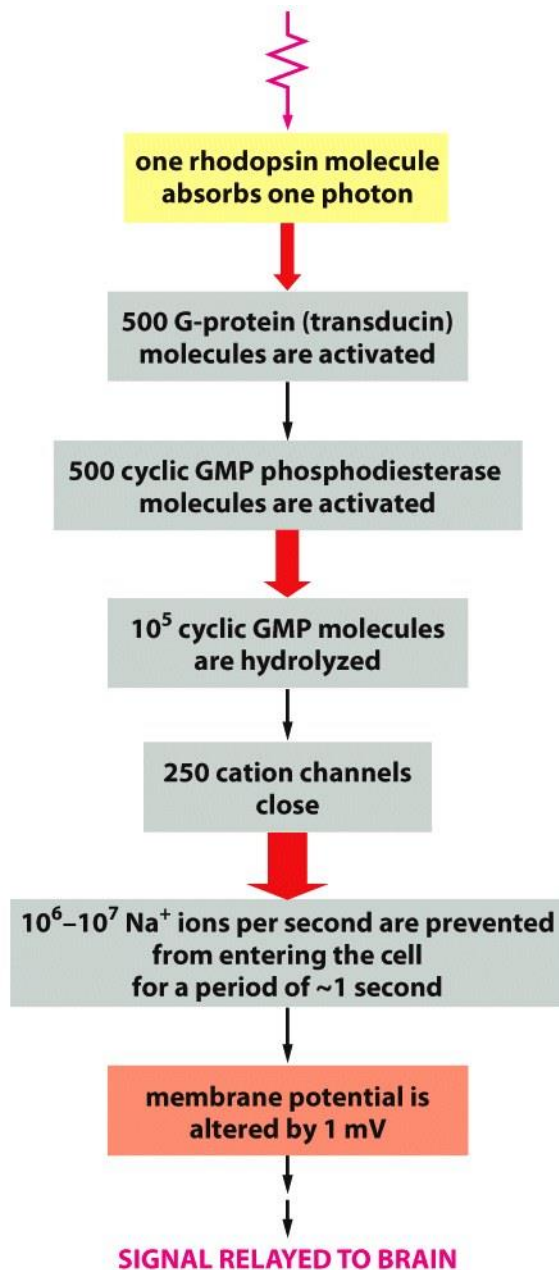 one rhodopsin molecule
absorbs one photon
500 G-protein (transducin)
molecules are activated
500 cyclic GMP phosphodiesterase
molecules are activated
10⁵ cyclic GMP molecules
are hydrolyzed
250 cation channels
close
10⁶–10⁷ Na⁺ ions per second are prevented
from entering the cell
for a period of ~1 second
membrane potential is
altered by 1 mV
SIGNAL RELAYED TO BRAIN